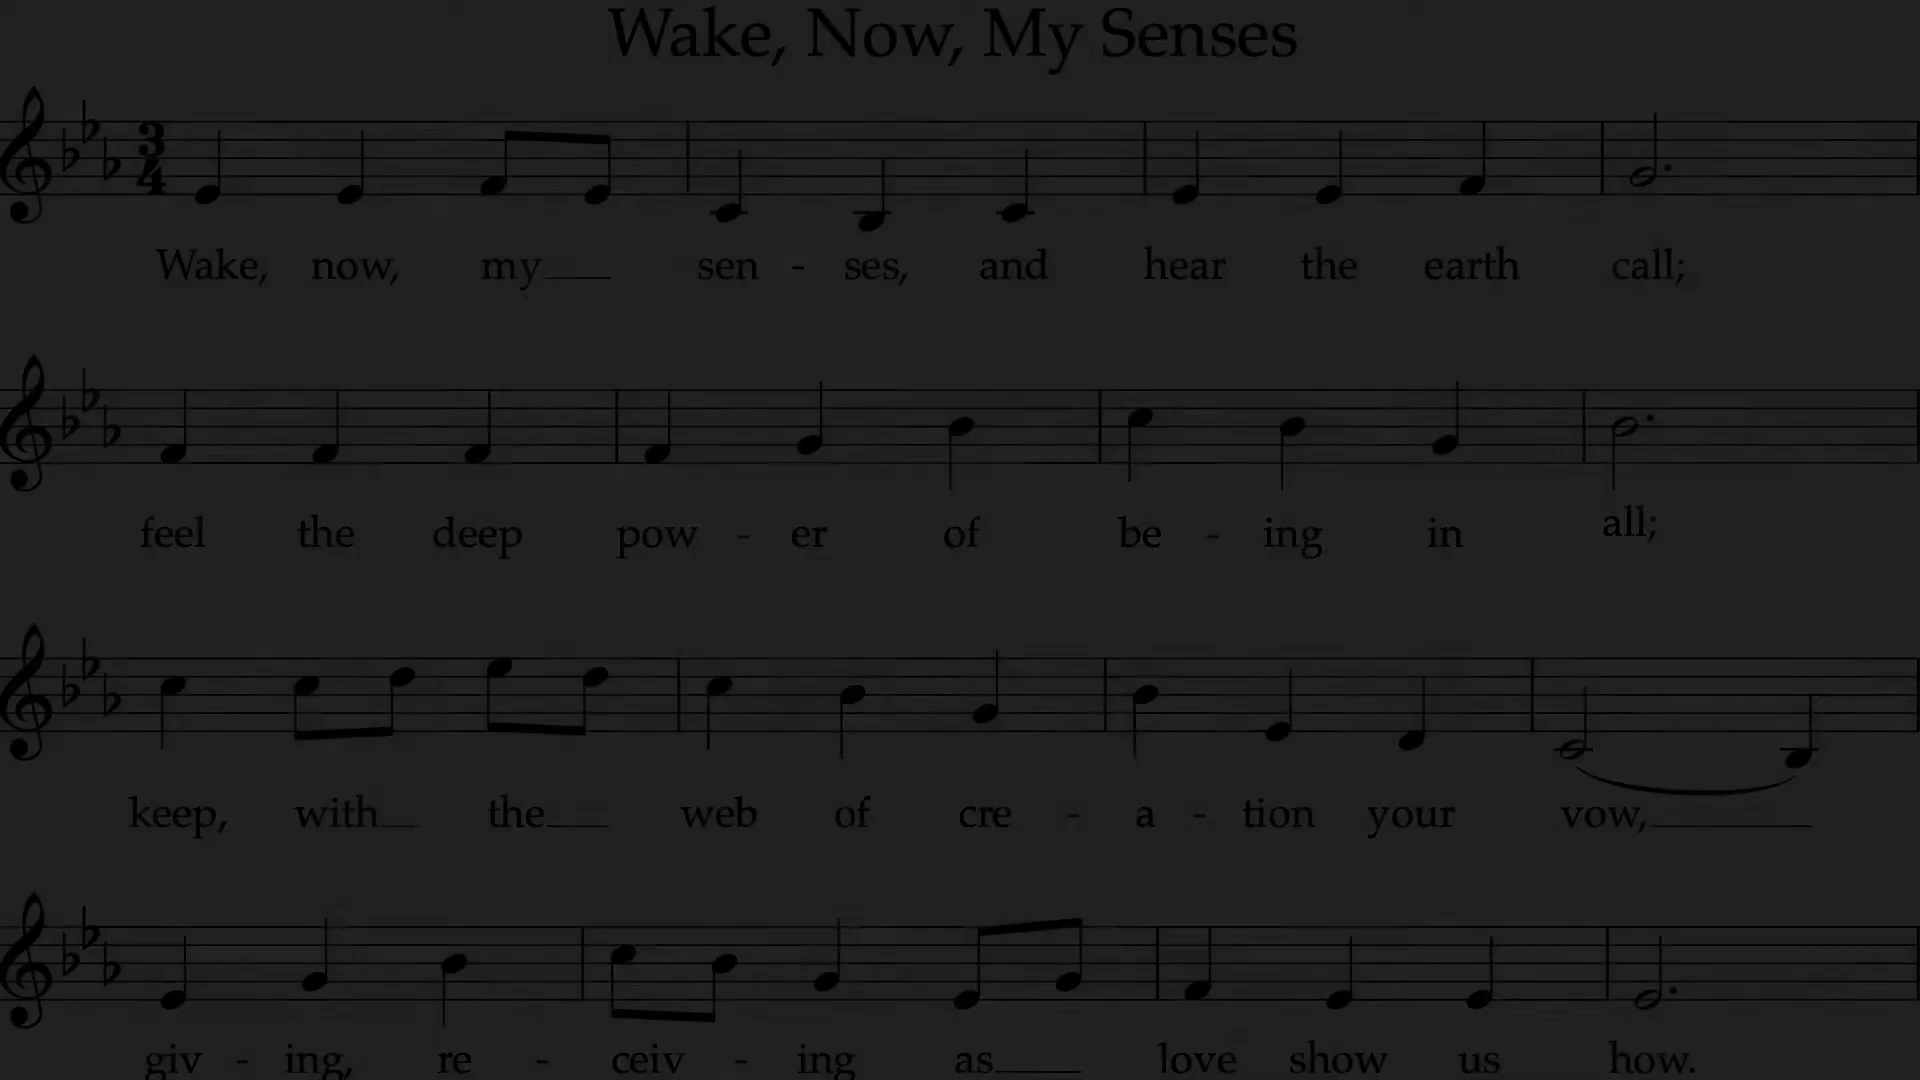 Wake, Now, My Senses
3
4
Wake, now, my sen - ses, and hear the earth call;
feel the deep pow - er of be - ing in all;
keep, with the web of cre - a - tion your vow,
giv - ing, re - ceiv - ing as love show us how.